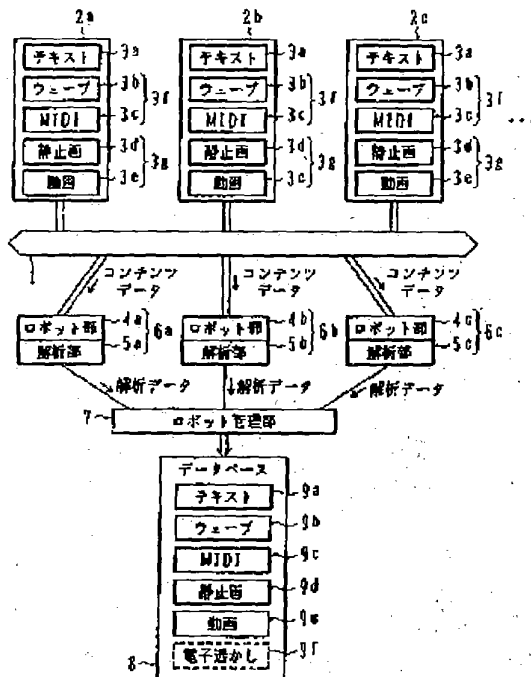 2a 2b 2c
テキスト 3a テキスト 3a テキスト 3a
ウェーブ 3b ウェーブ 3b ウェーブ 3b
3f 3f 3f
MIDI 3c MIDI 3c MIDI 3c
静止画 3d 静止画 3d 静止画 3d
3g 3g 3g
動画 3e 動画 3e 動画 3e
1
コンテンツデータ コンテンツデータ コンテンツデータ
ロボット部 4a ロボット部 4b ロボット部 4c
6a 6b 6c
解析部 5a 解析部 5b 解析部 5c
解析データ 解析データ 解析データ
7 ロボット管理部
データベース
テキスト 9a
ウェーブ 9b
MIDI 9c
静止画 9d
動画 9e
8 電子透かし 9f